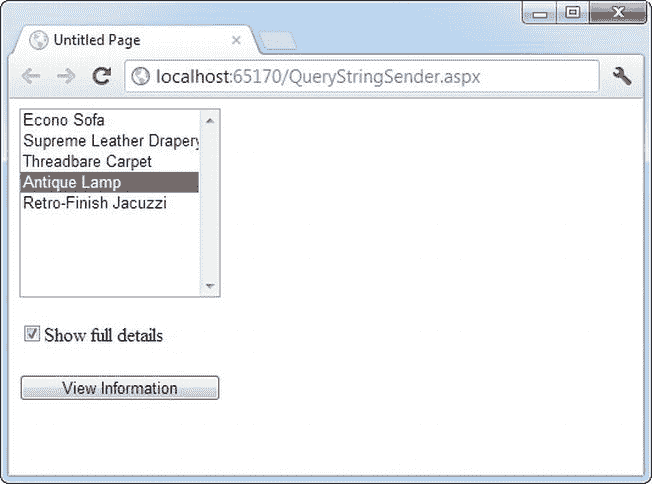 Untitled Page
localhost:65170/QueryStringSender.aspx
Econo Sofa
Supreme Leather Drapery
Threadbare Carpet
Antique Lamp
Retro-Finish Jacuzzi
Show full details
View Information